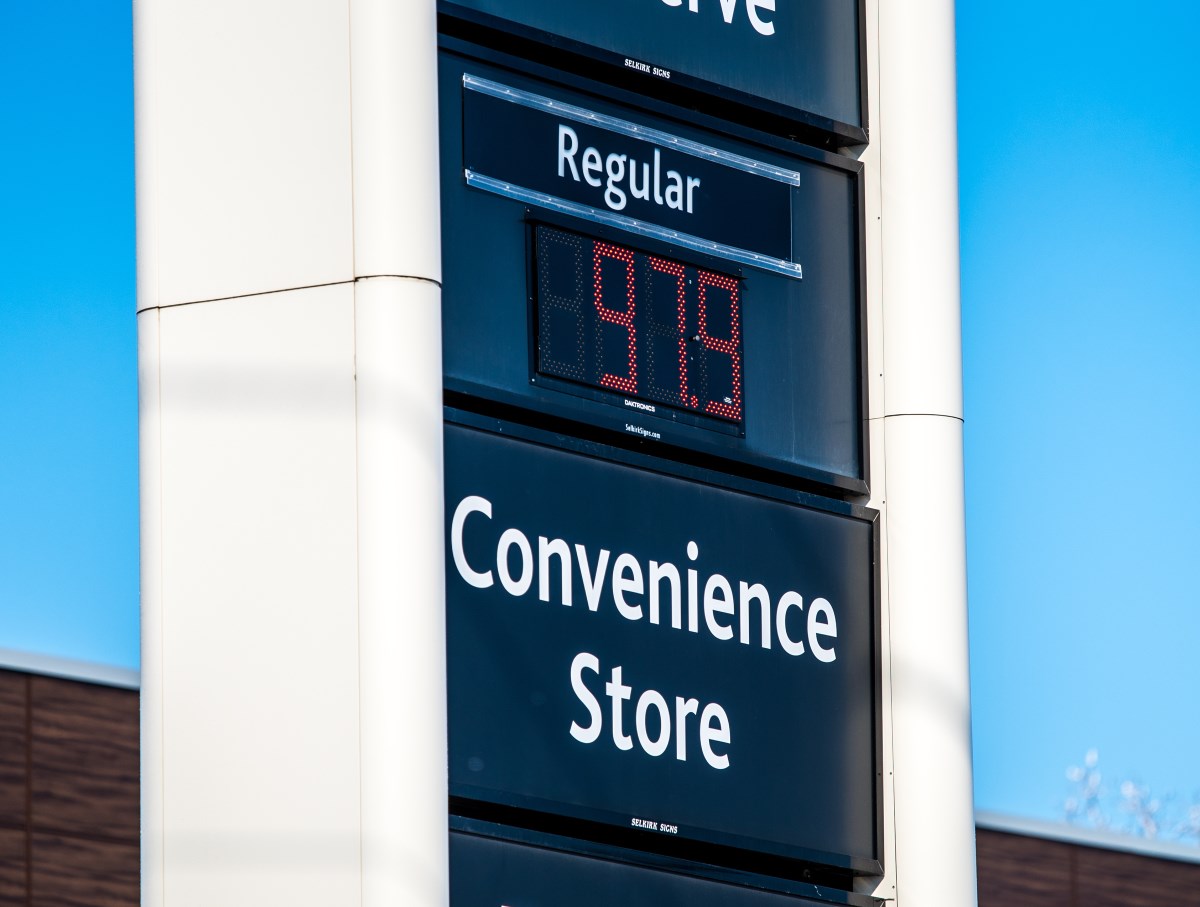 SELKIRK SIGNS
Regular
97.9
DAKTRONICS
SelkirkSigns.com
Convenience
Store
SELKIRK SIGNS